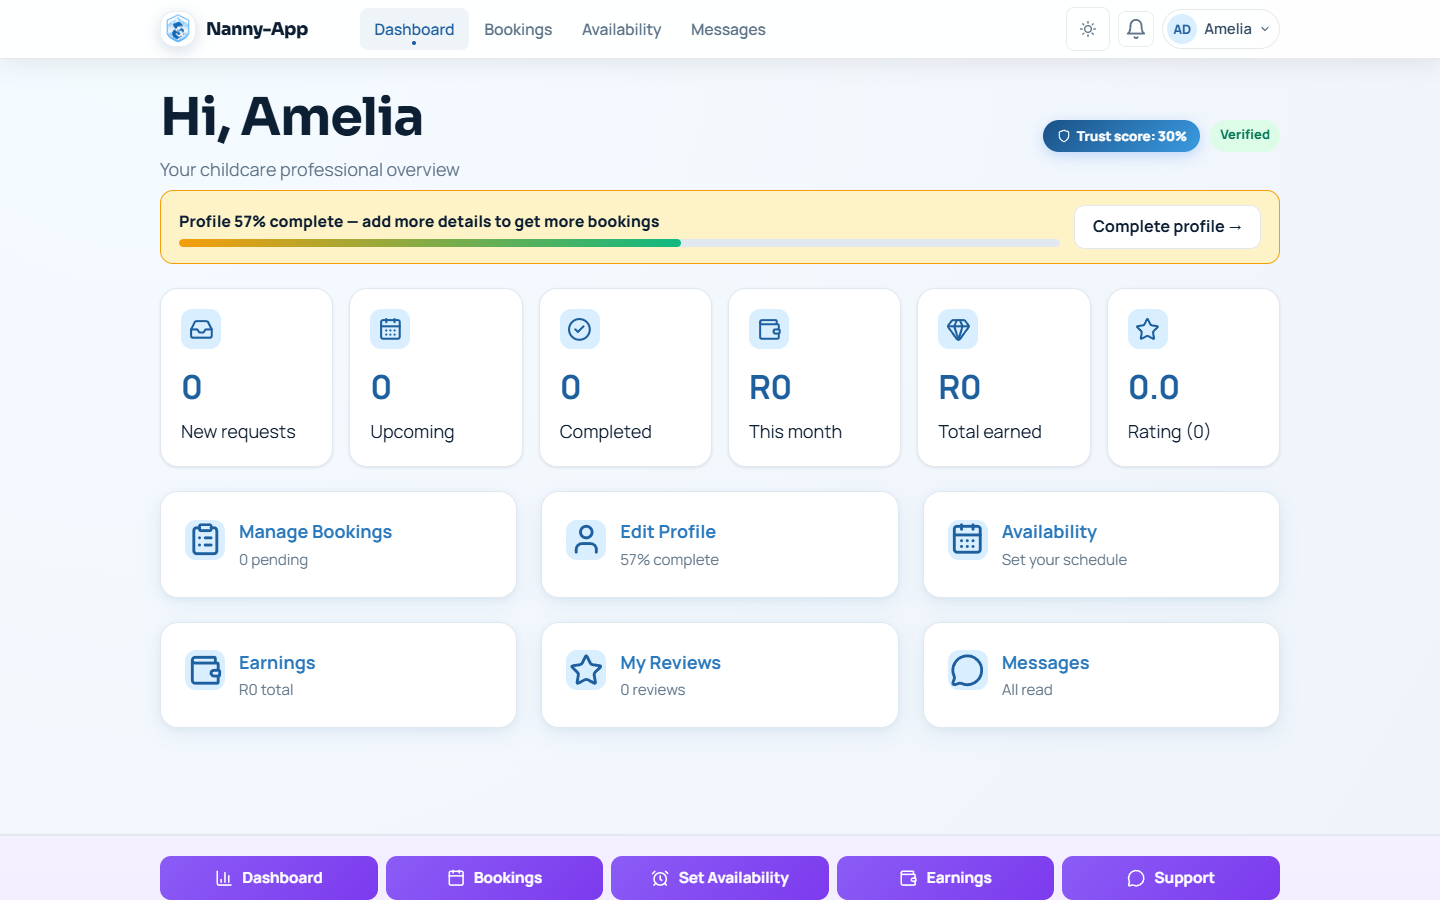 Nanny-App
Dashboard
Bookings
Availability
Messages
AD
Amelia
Hi, Amelia
Your childcare professional overview
Trust score: 30%
Verified
Profile 57% complete — add more details to get more bookings
Complete profile →
0
New requests
0
Upcoming
0
Completed
R0
This month
R0
Total earned
0.0
Rating (0)
Manage Bookings
0 pending
Edit Profile
57% complete
Availability
Set your schedule
Earnings
R0 total
My Reviews
0 reviews
Messages
All read
Dashboard
Bookings
Set Availability
Earnings
Support